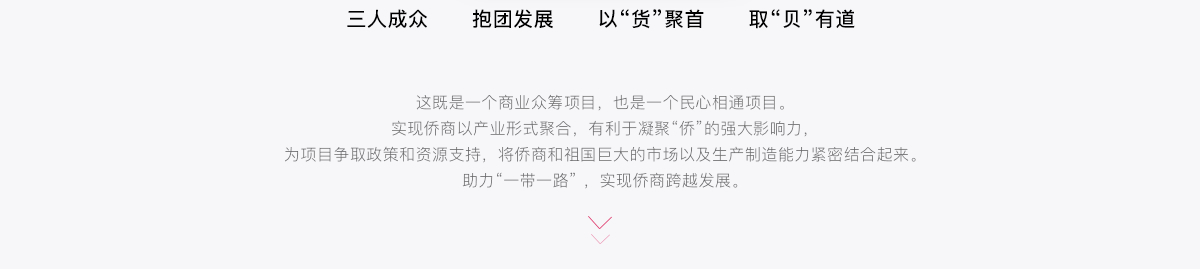 三人成众 抱团发展 以“货”聚首 取“贝”有道
这既是一个商业众筹项目，也是一个民心相通项目。
实现侨商以产业形式聚合，有利于凝聚“侨”的强大影响力，
为项目争取政策和资源支持，将侨商和祖国巨大的市场以及生产制造能力紧密结合起来。
助力“一带一路” ，实现侨商跨越发展。